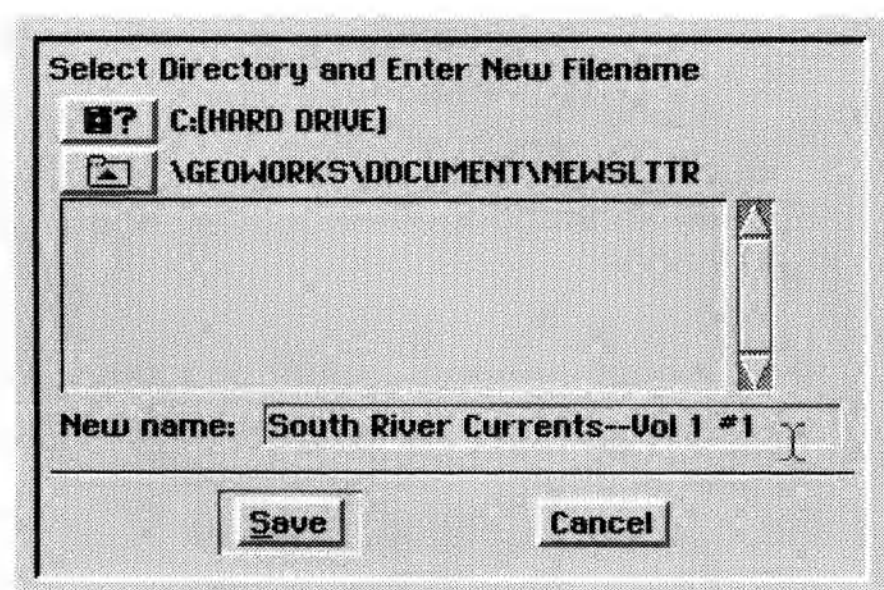 Select Directory and Enter New Filename
? C:[HARD DRIVE]
\GEOWORKS\DOCUMENT\NEWSLTTR
New name: South River Currents--Vol 1 #1
Save Cancel